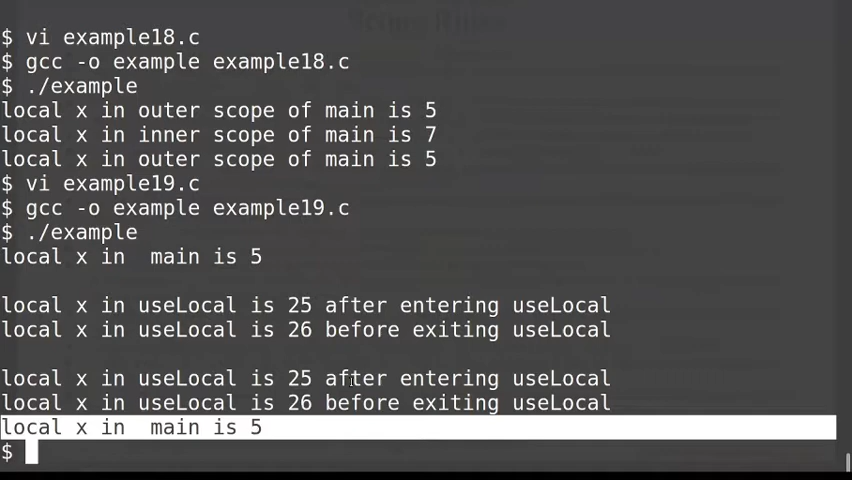 $ vi example18.c
$ gcc -o example example18.c
$ ./example
local x in outer scope of main is 5
local x in inner scope of main is 7
local x in outer scope of main is 5
$ vi example19.c
$ gcc -o example example19.c
$ ./example
local x in  main is 5
local x in useLocal is 25 after entering useLocal
local x in useLocal is 26 before exiting useLocal
local x in useLocal is 25 after entering useLocal
local x in useLocal is 26 before exiting useLocal
local x in  main is 5
$